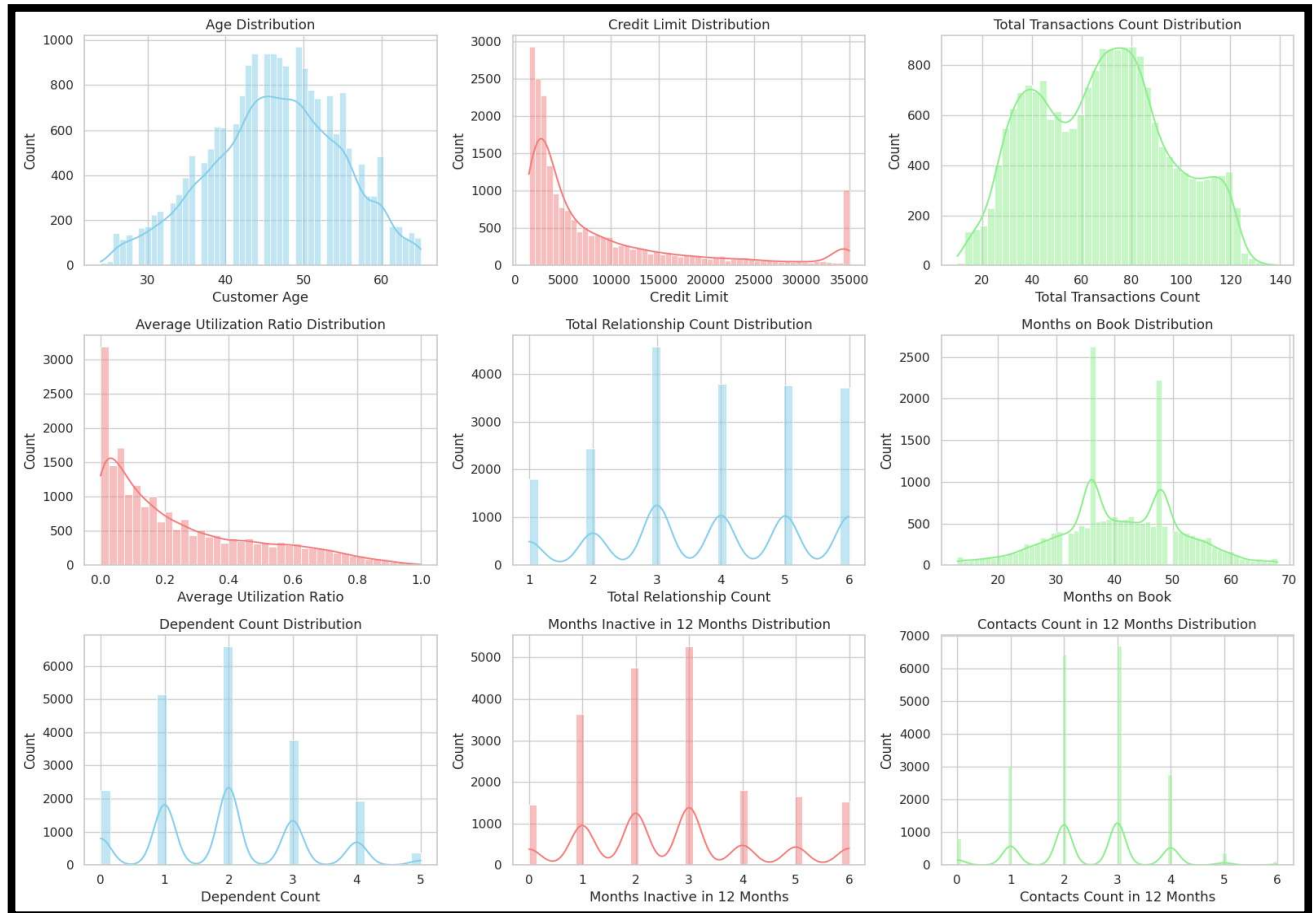 Age Distribution
1000
800
600
400
200
0
Count
30 40 50 60
Customer Age
Credit Limit Distribution
3000
2500
2000
1500
1000
500
0
Count
0 5000 10000 15000 20000 25000 30000 35000
Credit Limit
Total Transactions Count Distribution
800
600
400
200
0
Count
20 40 60 80 100 120 140
Total Transactions Count
Average Utilization Ratio Distribution
3000
2500
2000
1500
1000
500
0
Count
0.0 0.2 0.4 0.6 0.8 1.0
Average Utilization Ratio
Total Relationship Count Distribution
4000
3000
2000
1000
0
Count
1 2 3 4 5 6
Total Relationship Count
Months on Book Distribution
2500
2000
1500
1000
500
0
Count
20 30 40 50 60 70
Months on Book
Dependent Count Distribution
6000
5000
4000
3000
2000
1000
0
Count
0 1 2 3 4 5
Dependent Count
Months Inactive in 12 Months Distribution
5000
4000
3000
2000
1000
0
Count
0 1 2 3 4 5 6
Months Inactive in 12 Months
Contacts Count in 12 Months Distribution
7000
6000
5000
4000
3000
2000
1000
0
Count
0 1 2 3 4 5 6
Contacts Count in 12 Months